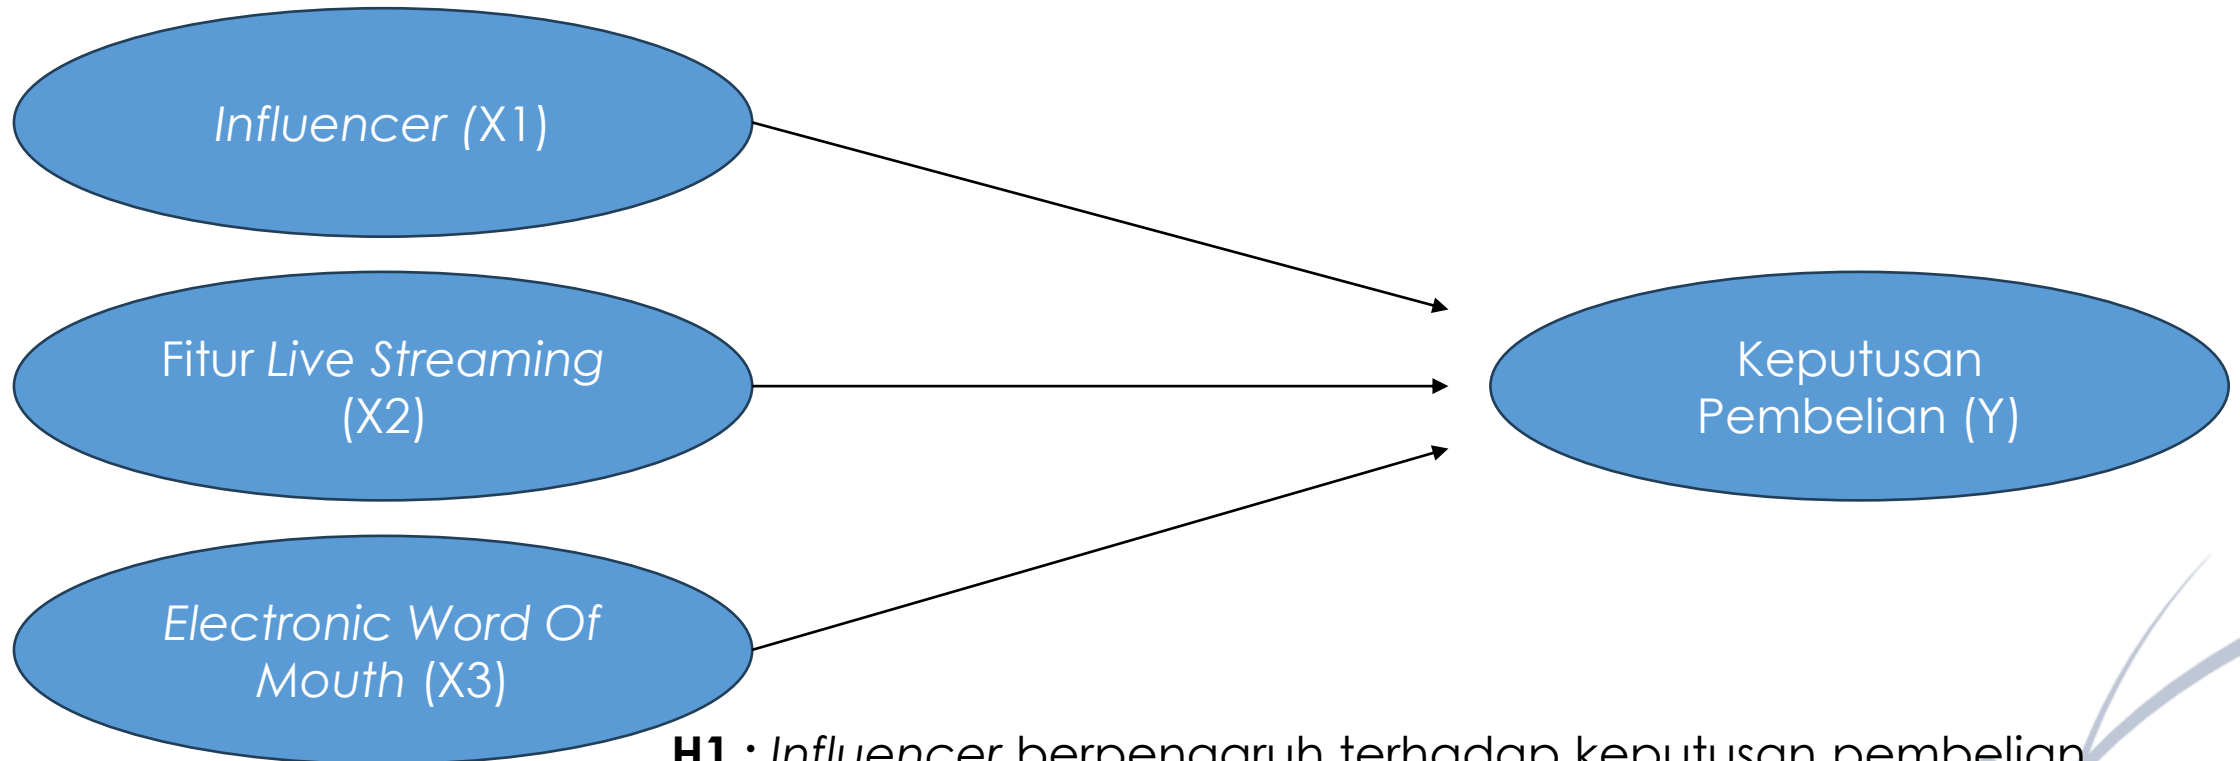 Influencer (X1)
Fitur Live Streaming
(X2)
Electronic Word Of
Mouth (X3)
Keputusan
Pembelian (Y)
H1 : Influencer berpengaruh terhadap keputusan pembelian